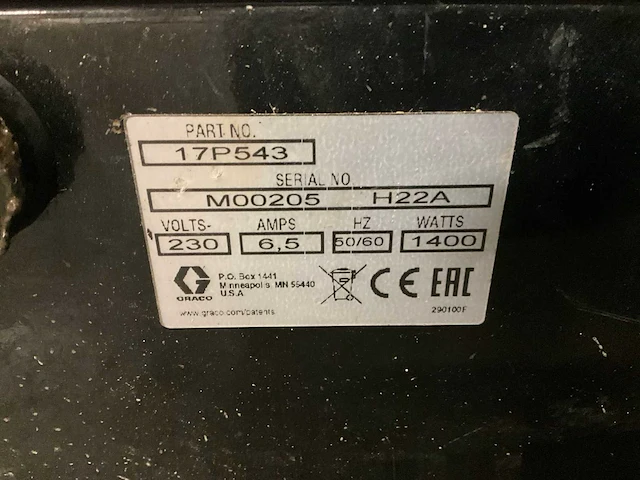 PART NO.
17P543
SERIAL NO
M00205 H22A
VOLTS~ AMPS HZ WATTS
230 6,5 50/60 1400
GRACO
P.O. Box 1441
Minneapolis, MN 55440
U.S.A.
CE EAC
www.graco.com/patents
290100F